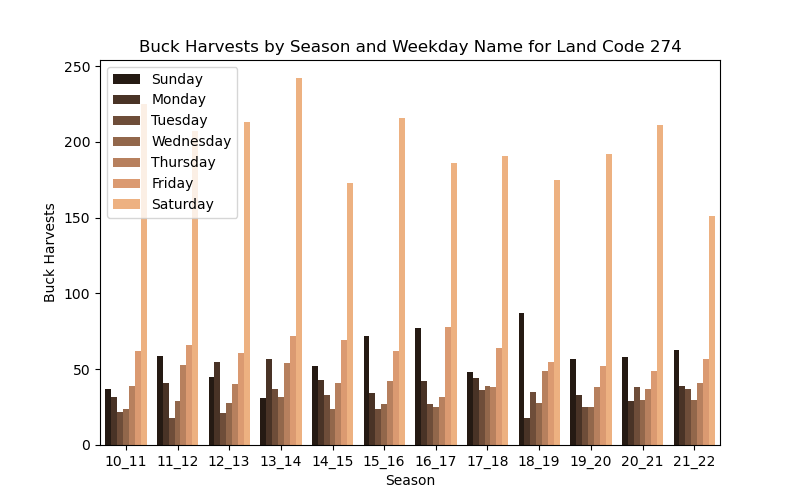 Buck Harvests by Season and Weekday Name for Land Code 274
250
200
150
100
50
0
Buck Harvests
Sunday
Monday
Tuesday
Wednesday
Thursday
Friday
Saturday
10_11 11_12 12_13 13_14 14_15 15_16 16_17 17_18 18_19 19_20 20_21 21_22
Season